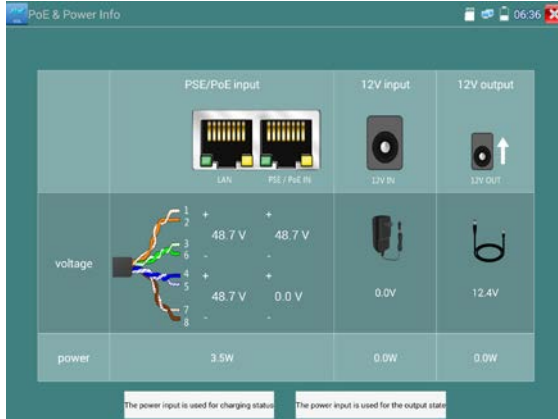 PoE & Power Info
06:36
PSE/PoE input
12V input
12V output
LAN
PSE / PoE IN
12V IN
12V OUT
voltage
1
2
3
6
4
5
7
8
+ +
48.7 V 48.7 V
- -
+ +
48.7 V 0.0 V
- -
0.0V
12.4V
power
3.5W
0.0W
0.0W
The power input is used for charging status
The power input is used for the output state